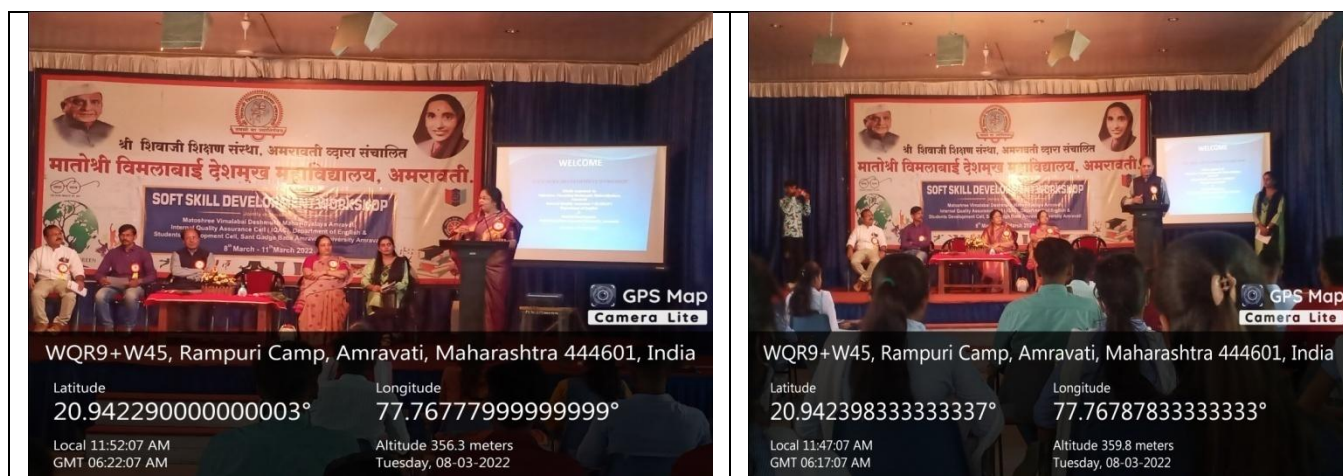 श्री शिवाजी शिक्षण संस्था, अमरावती व्दारा संचालित
मातोश्री विमलाबाई देशमुख महाविद्यालय, अमरावती.
SOFT SKILL DEVELOPMENT WORKSHOP
Matoshree Vimalabai Deshmukh Mahavidyalaya Amravati
Internal Quality Assurance Cell (IQAC), Department of English &
Students Development Cell, Sant Gadge Baba Amravati University Amravati
8th March - 11th March 2022
WELCOME
GPS Map
Camera Lite
WQR9+W45, Rampuri Camp, Amravati, Maharashtra 444601, India
Latitude
20.942290000000003°
Longitude
77.76777999999999°
Local 11:52:07 AM
GMT 06:22:07 AM
Altitude 356.3 meters
Tuesday, 08-03-2022
श्री शिवाजी शिक्षण संस्था, अमरावती व्दारा संचालित
मातोश्री विमलाबाई देशमुख महाविद्यालय, अमरावती.
SOFT SKILL DEVELOPMENT WORKSHOP
WELCOME
GPS Map
Camera Lite
WQR9+W45, Rampuri Camp, Amravati, Maharashtra 444601, India
Latitude
20.942398333333337°
Longitude
77.76787833333333°
Local 11:47:07 AM
GMT 06:17:07 AM
Altitude 359.8 meters
Tuesday, 08-03-2022